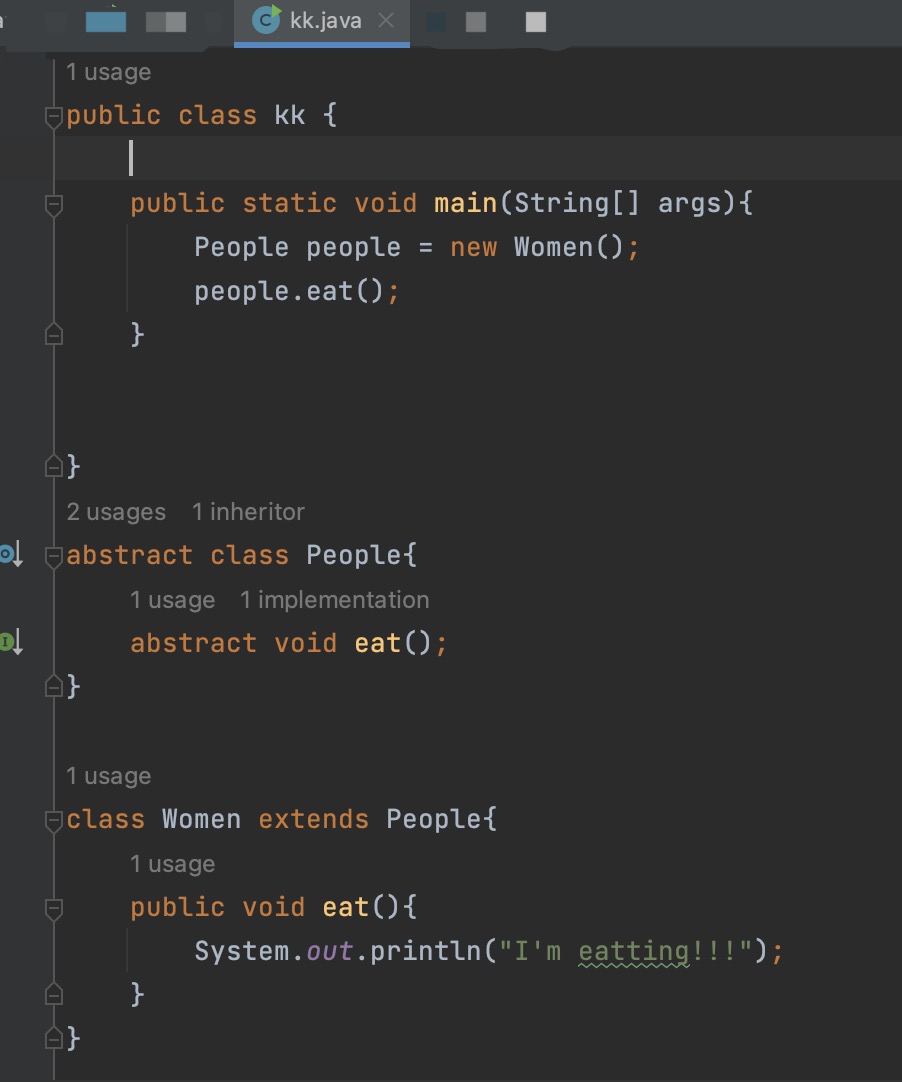 kk.java
1 usage
public class kk {
public static void main(String[] args){
People people = new Women();
people.eat();
}
}
2 usages 1 inheritor
abstract class People{
1 usage 1 implementation
abstract void eat();
}
1 usage
class Women extends People{
1 usage
public void eat(){
System.out.println("I'm eatting!!!");
}
}